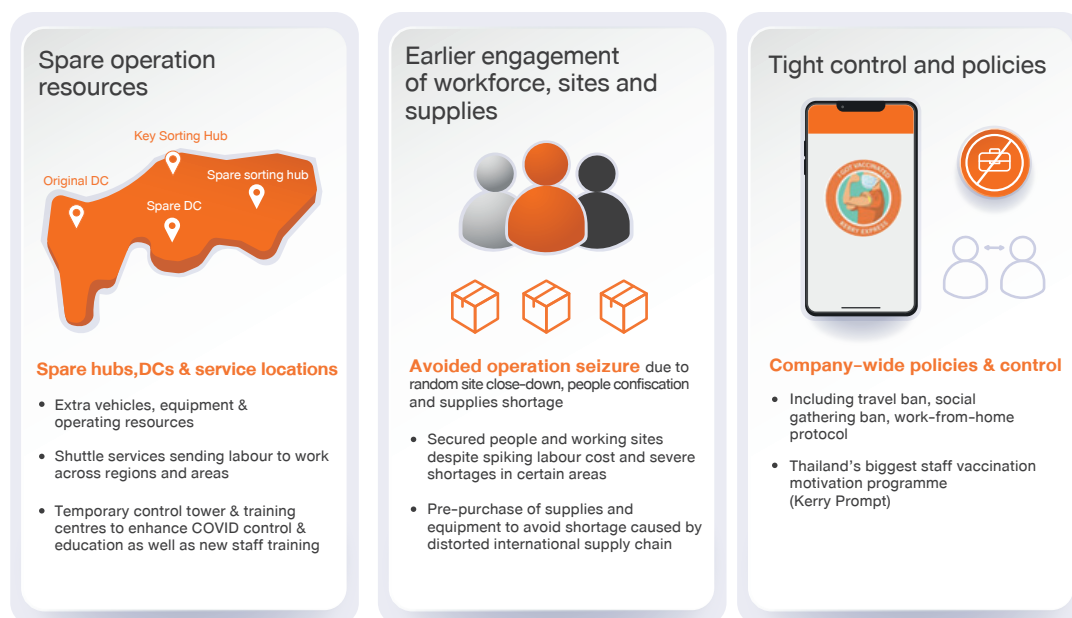 Spare operation
resources
Key Sorting Hub
Original DC
Spare sorting hub
Spare DC
Spare hubs,DCs & service locations
• Extra vehicles, equipment &
operating resources
• Shuttle services sending labour to work
across regions and areas
• Temporary control tower & training
centres to enhance COVID control &
education as well as new staff training
Earlier engagement
of workforce, sites and
supplies
Avoided operation seizure due to
random site close-down, people confiscation
and supplies shortage
• Secured people and working sites
despite spiking labour cost and severe
shortages in certain areas
• Pre-purchase of supplies and
equipment to avoid shortage caused by
distorted international supply chain
Tight control and policies
I GOT VACCINATED
KERRY EXPRESS
Company-wide policies & control
• Including travel ban, social
gathering ban, work-from-home
protocol
• Thailand's biggest staff vaccination
motivation programme
(Kerry Prompt)